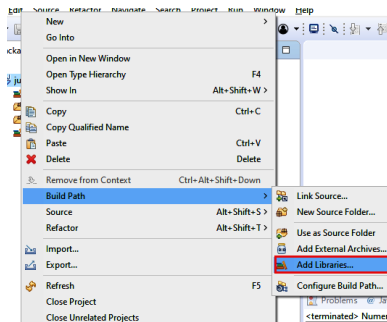 Edit Source Refactor Navigate Search Project Run Window Help
New
Go Into
Open in New Window
Open Type Hierarchy F4
Show In Alt+Shift+W >
Copy Ctrl+C
Copy Qualified Name
Paste Ctrl+V
Delete Delete
Remove from Context Ctrl+Alt+Shift+Down
Build Path
Source Alt+Shift+S >
Refactor Alt+Shift+T >
Import...
Export...
Refresh F5
Close Project
Close Unrelated Projects
Link Source...
New Source Folder...
Use as Source Folder
Add External Archives...
Add Libraries...
Configure Build Path...
Problems @ Ja
<terminated> Numer